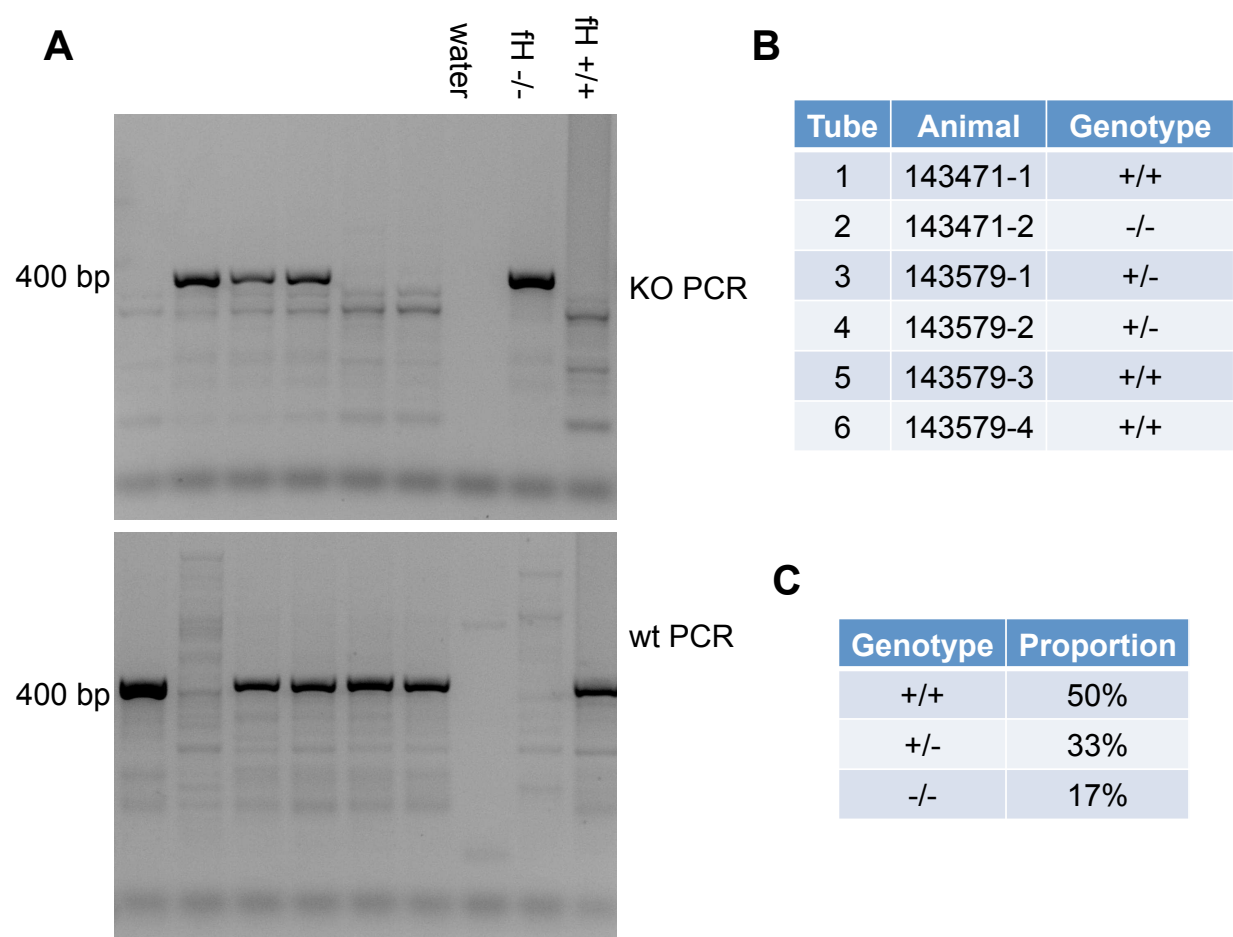 A
water
fH -/-
fH +/+
400 bp
KO PCR
400 bp
wt PCR
B
Tube Animal Genotype
1 143471-1 +/+
2 143471-2 -/-
3 143579-1 +/-
4 143579-2 +/-
5 143579-3 +/+
6 143579-4 +/+
C
Genotype Proportion
+/+ 50%
+/- 33%
-/- 17%